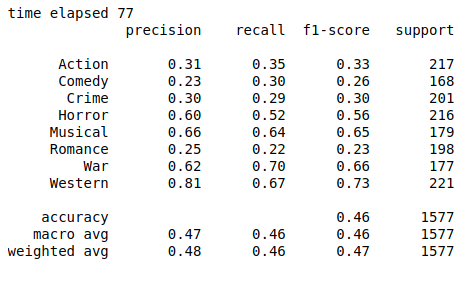 time elapsed 77
precision recall f1-score support
Action 0.31 0.35 0.33 217
Comedy 0.23 0.30 0.26 168
Crime 0.30 0.29 0.30 201
Horror 0.60 0.52 0.56 216
Musical 0.66 0.64 0.65 179
Romance 0.25 0.22 0.23 198
War 0.62 0.70 0.66 177
Western 0.81 0.67 0.73 221
accuracy 0.46 1577
macro avg 0.47 0.46 0.46 1577
weighted avg 0.48 0.46 0.47 1577